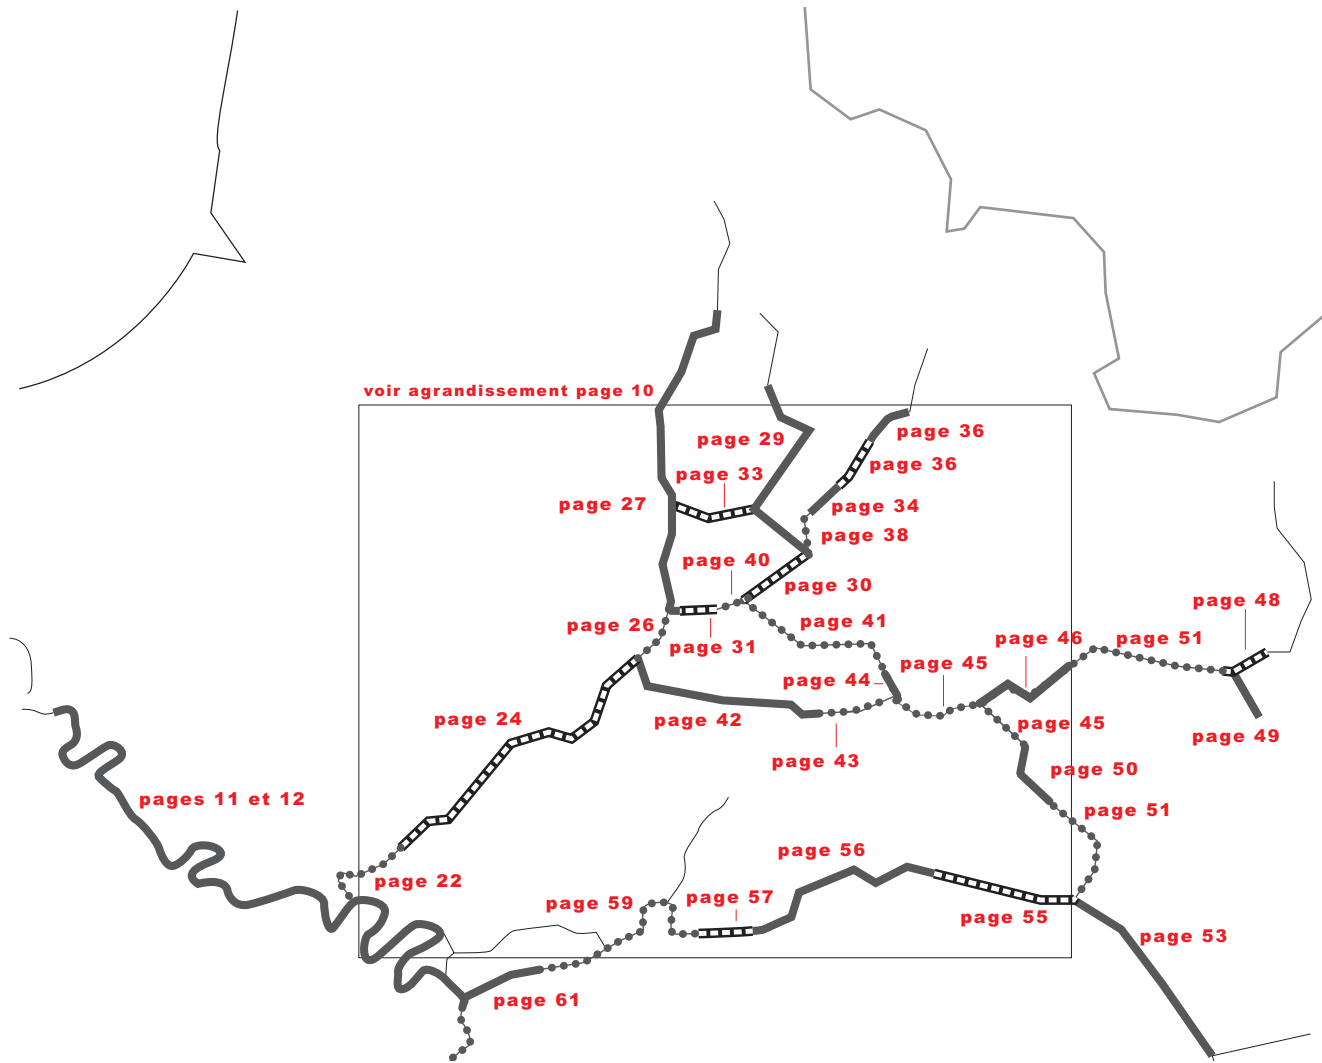 voir agrandissement page 10
page 29
page 36
page 36
page 33
page 27
page 34
page 38
page 40
page 30
page 26
page 31
page 41
page 48
page 46
page 51
page 45
page 44
page 42
page 24
page 43
page 45
page 49
page 50
pages 11 et 12
page 51
page 56
page 22
page 59
page 57
page 55
page 53
page 61